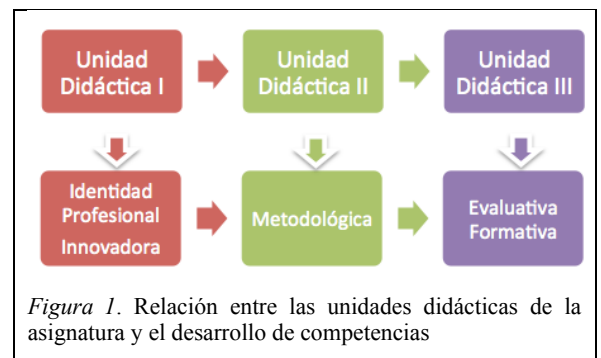 Unidad
Didáctica I
Unidad
Didáctica II
Unidad
Didáctica III
Identidad
Profesional
Innovadora
Metodológica
Evaluativa
Formativa
Figura 1. Relación entre las unidades didácticas de la
asignatura y el desarrollo de competencias